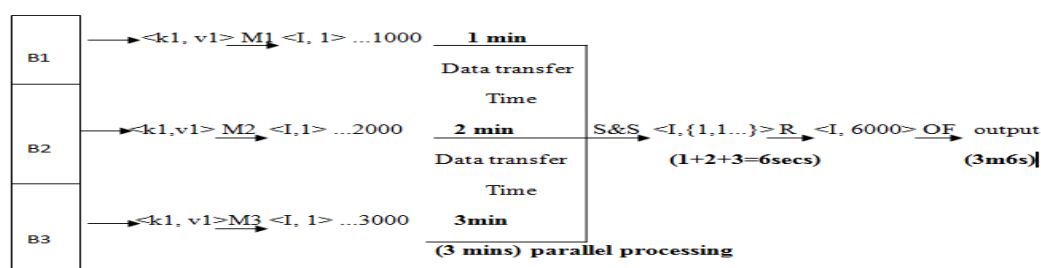 B1
<k1, v1> M1 <I, 1> ...1000 1 min
Data transfer
Time
B2
<k1,v1> M2 <I,1> ...2000 2 min S&S <I,{1,1...}> R <I, 6000> OF output
Data transfer (1+2+3=6secs) (3m6s)
Time
B3
<k1, v1>M3 <I, 1> ...3000 3min
(3 mins) parallel processing